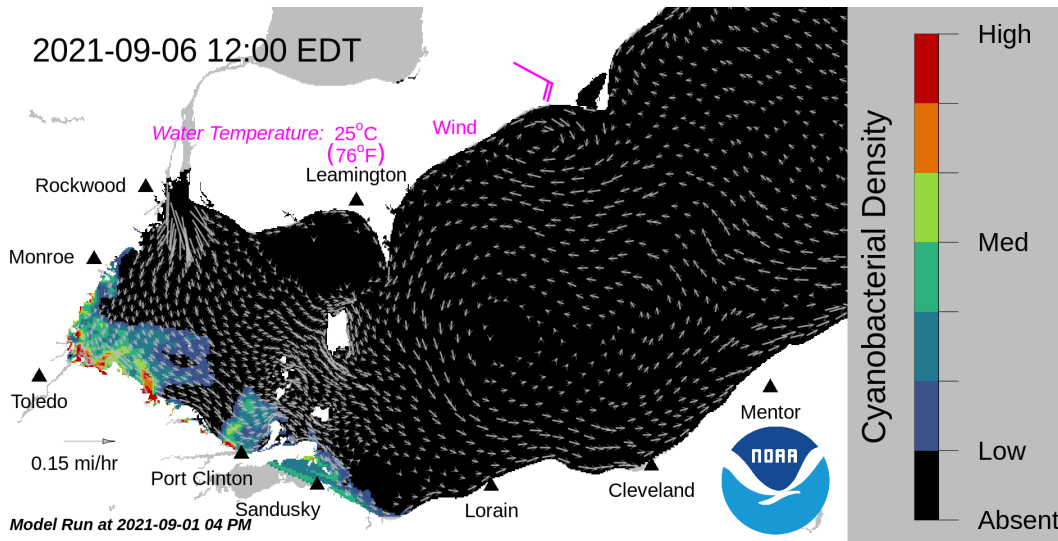 2021-09-06 12:00 EDT
Water Temperature: 25°C
(76°F)
Wind
Leamington
Rockwood
Monroe
Toledo
0.15 mi/hr
Port Clinton
Sandusky
Lorain
Cleveland
Mentor
NOAA
Model Run at 2021-09-01 04 PM
Cyanobacterial Density
High
Med
Low
Absent